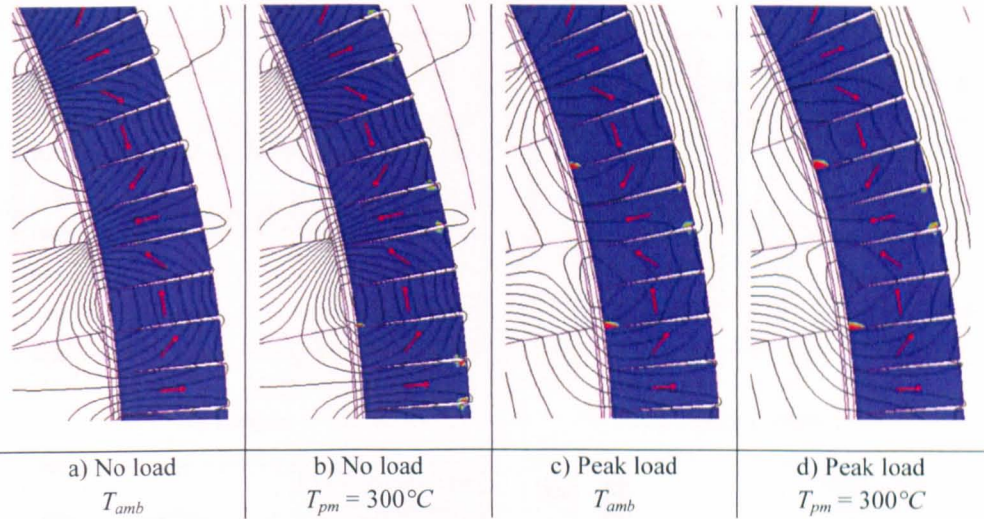 a) No load
T_amb
b) No load
T_pm = 300°C
c) Peak load
T_amb
d) Peak load
T_pm = 300°C